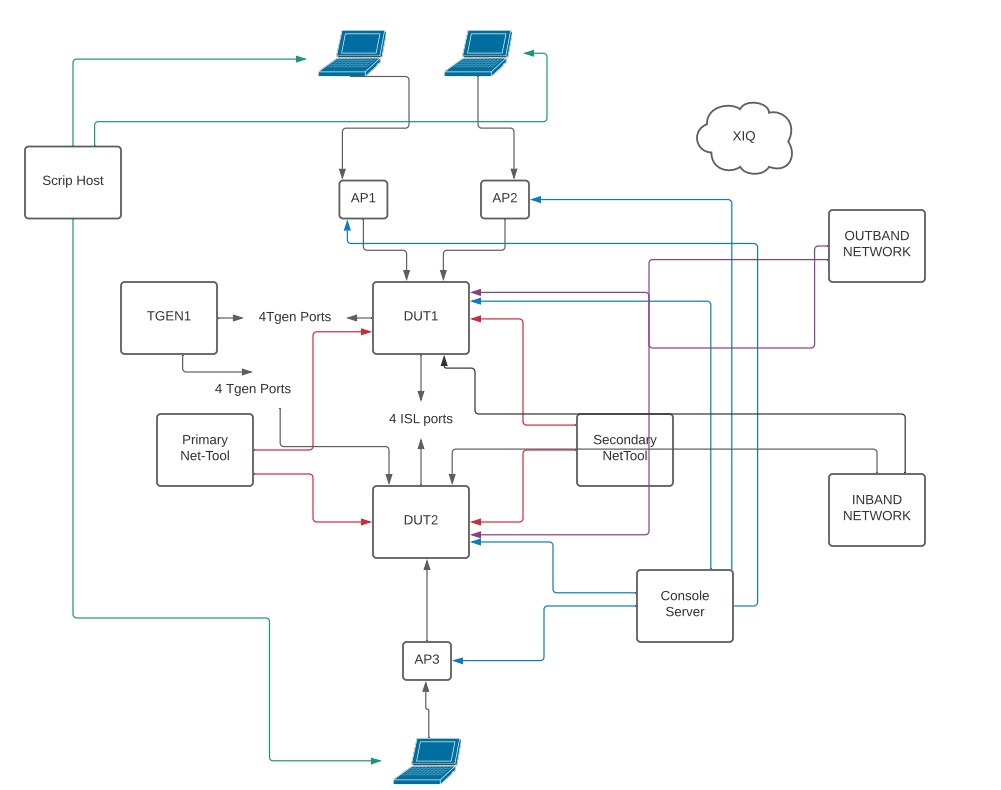 XIQ
Scrip Host
AP1
AP2
OUTBAND
NETWORK
TGEN1
4Tgen Ports
DUT1
4 Tgen Ports
4 ISL ports
Primary
Net-Tool
Secondary
NetTool
INBAND
NETWORK
DUT2
Console
Server
AP3